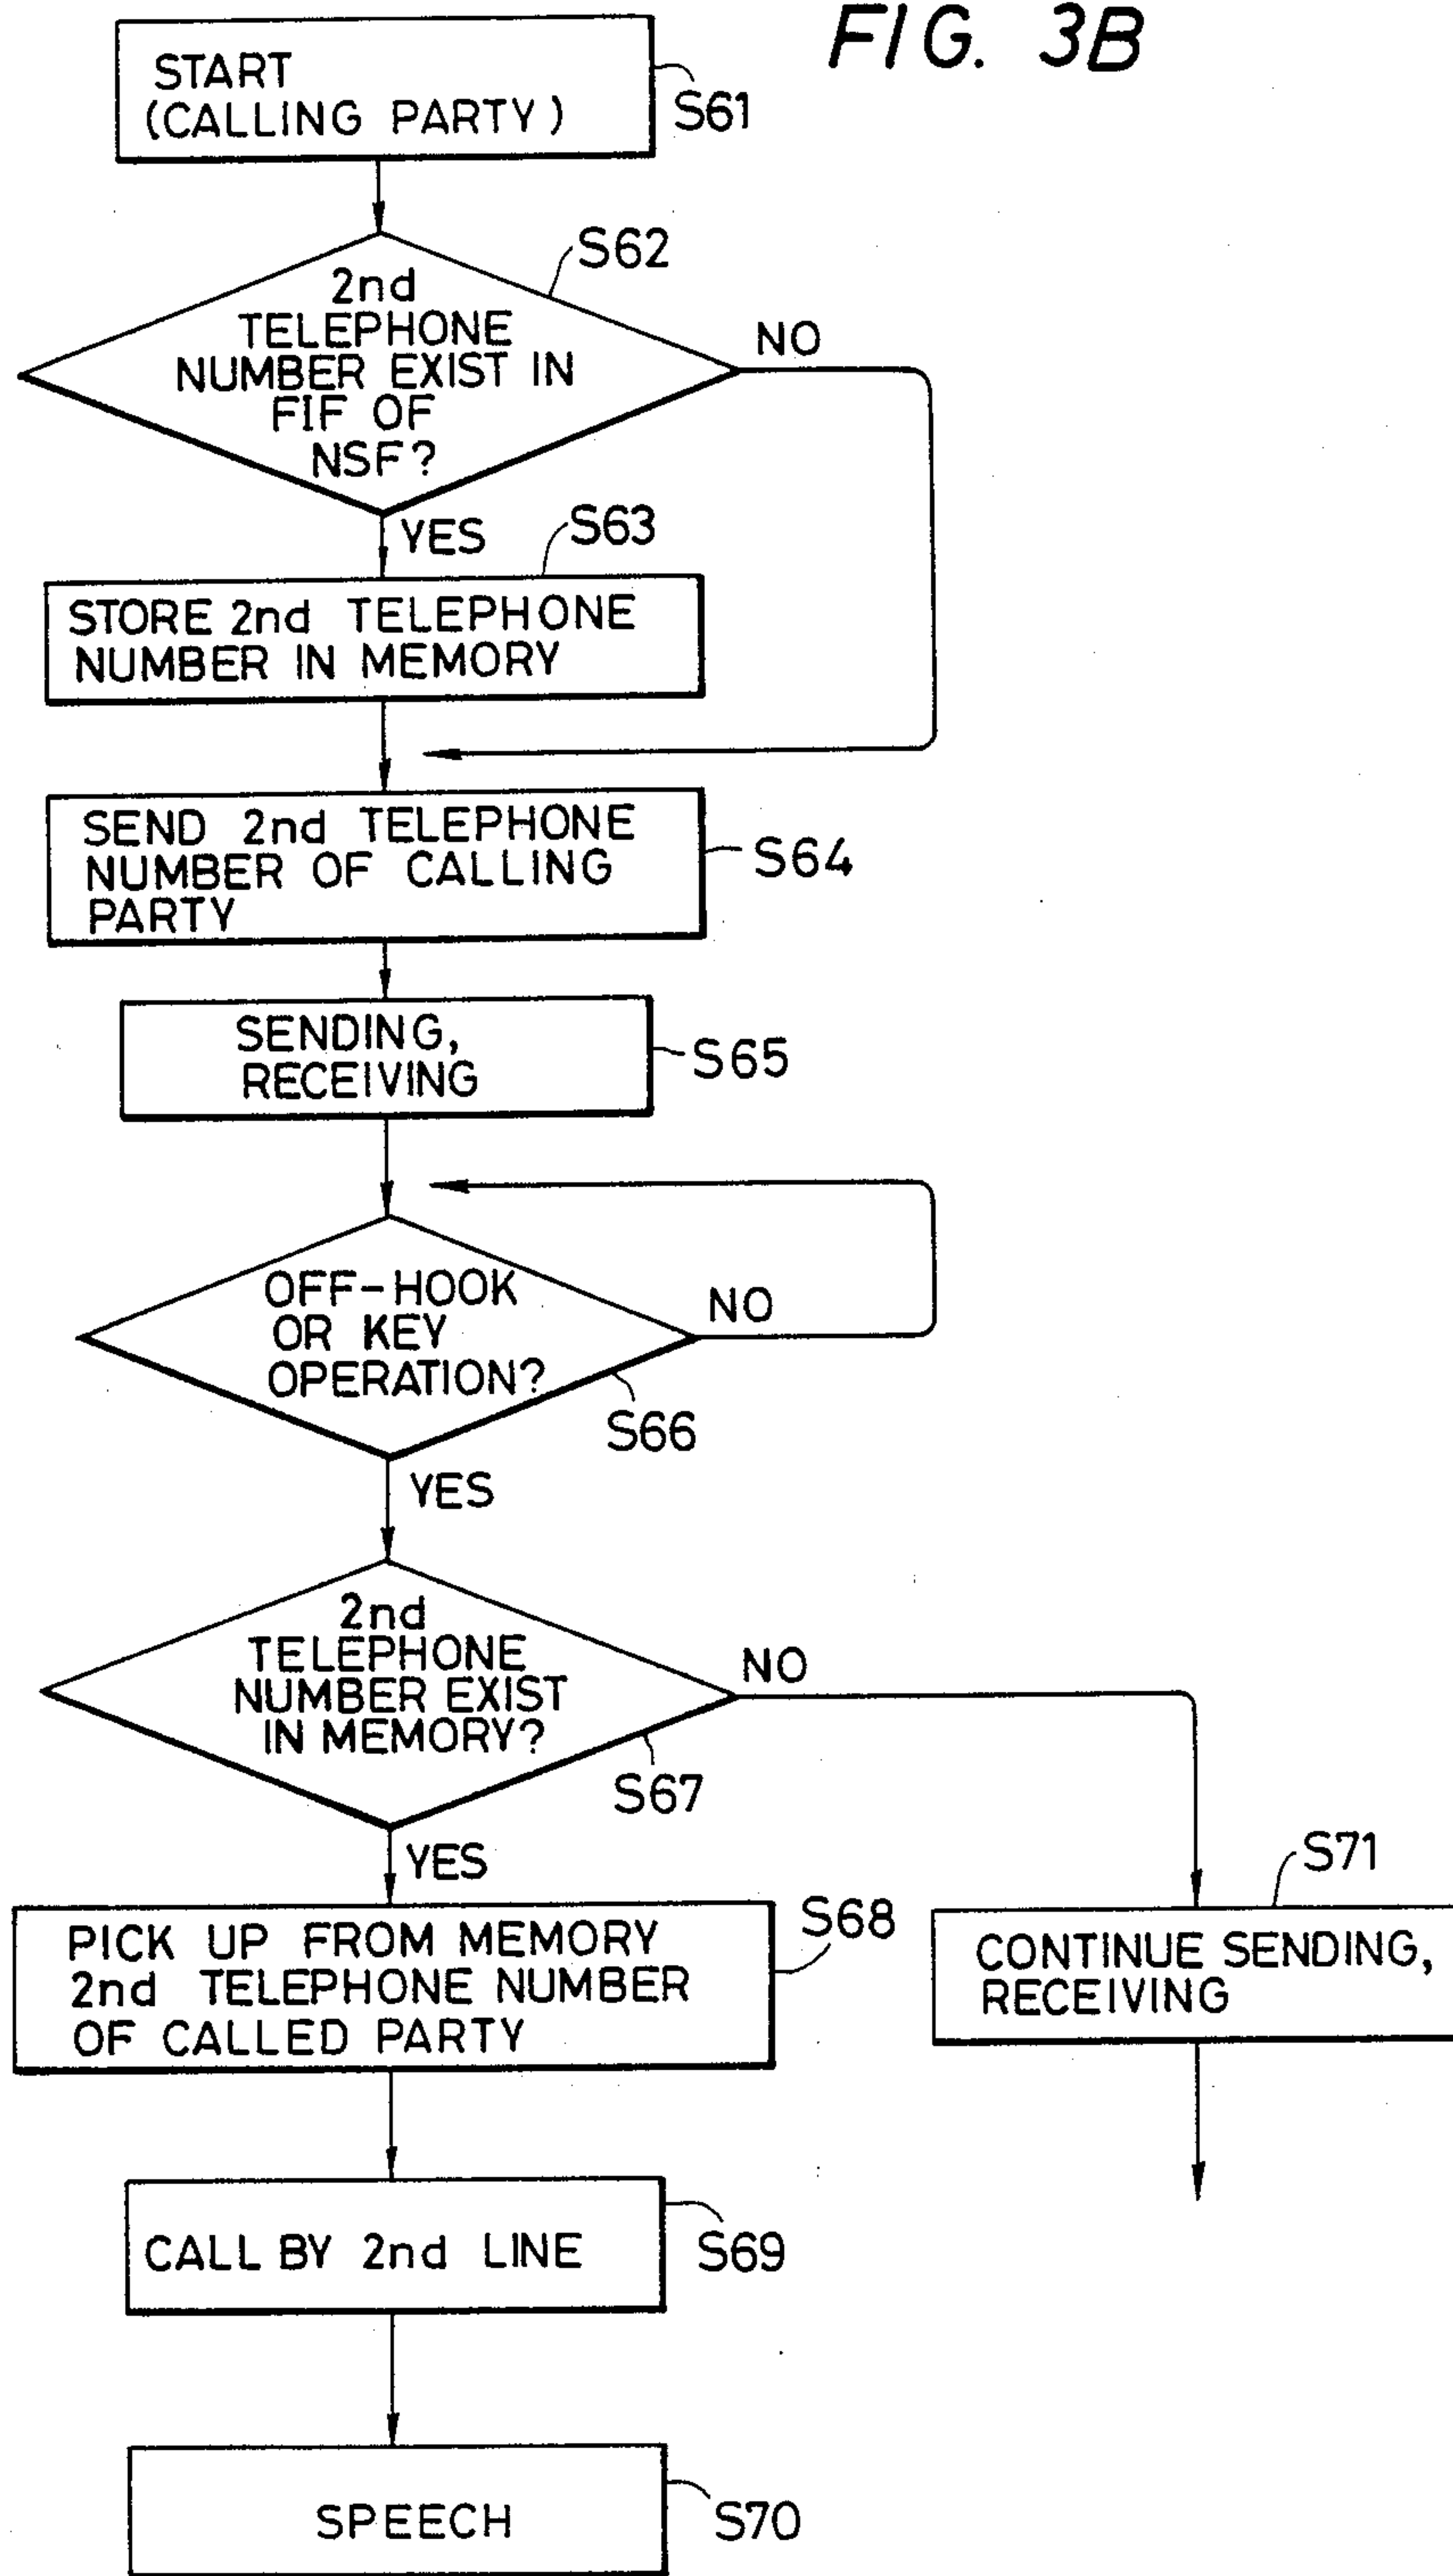 FIG. 3B
START
(CALLING PARTY)
S61
S62
2nd
TELEPHONE
NUMBER EXIST IN
FIF OF
NSF?
NO
YES
S63
STORE 2nd TELEPHONE
NUMBER IN MEMORY
SEND 2nd TELEPHONE
NUMBER OF CALLING
PARTY
S64
SENDING,
RECEIVING
S65
OFF-HOOK
OR KEY
OPERATION?
NO
S66
YES
2nd
TELEPHONE
NUMBER EXIST
IN MEMORY?
NO
S67
YES
S71
PICK UP FROM MEMORY
2nd TELEPHONE NUMBER
OF CALLED PARTY
S68
CONTINUE SENDING,
RECEIVING
CALL BY 2nd LINE
S69
SPEECH
S70